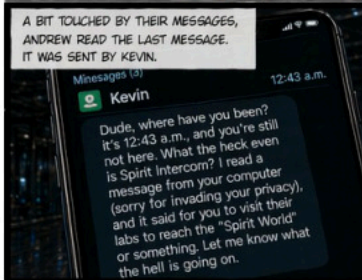 A BIT TOUCHED BY THEIR MESSAGES,
ANDREW READ THE LAST MESSAGE.
IT WAS SENT BY KEVIN.
Minesages (3)
12:43 a.m.
Kevin
Dude, where have you been?
it's 12:43 a.m., and you're still
not here. What the heck even
is Spirit Intercom? I read a
message from your computer
(sorry for invading your privacy),
and it said for you to visit their
labs to reach the "Spirit World"
or something. Let me know what
the hell is going on.